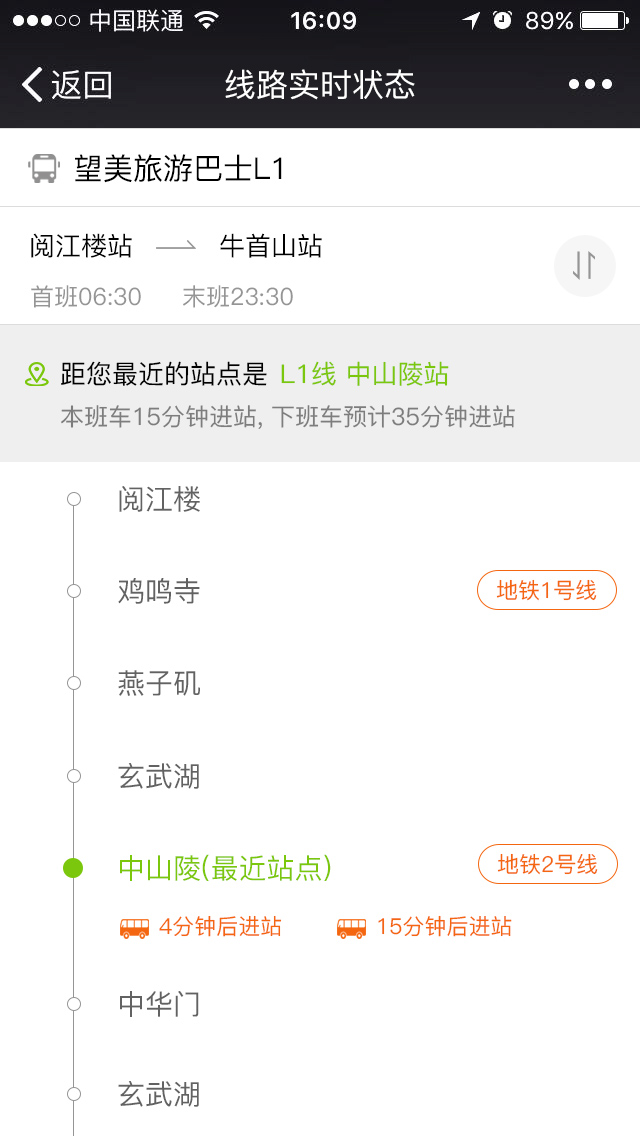 中国联通 16:09 89%
返回 线路实时状态
望美旅游巴士L1
阅江楼站 牛首山站
首班06:30 末班23:30
距您最近的站点是 L1线 中山陵站
本班车15分钟进站, 下班车预计35分钟进站
阅江楼
鸡鸣寺 地铁1号线
燕子矶
玄武湖
中山陵(最近站点) 地铁2号线
4分钟后进站 15分钟后进站
中华门
玄武湖